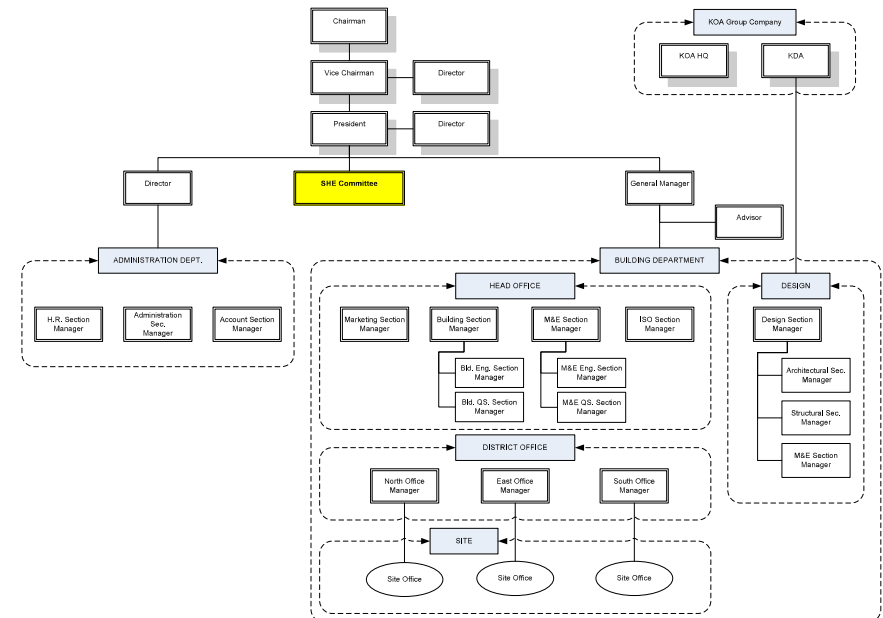 Chairman
KOA Group Company
KOA HQ
KDA
Vice Chairman
Director
President
Director
Director
SHE Committee
General Manager
Advisor
ADMINISTRATION DEPT.
BUILDING DEPARTMENT
HEAD OFFICE
DESIGN
H.R. Section
Manager
Administration
Sec.
Manager
Account Section
Manager
Marketing Section
Manager
Building Section
Manager
M&E Section
Manager
ISO Section
Manager
Design Section
Manager
Bld. Eng. Section
Manager
M&E Eng. Section
Manager
Architectural Sec.
Manager
Bld. QS. Section
Manager
M&E QS. Section
Manager
Structural Sec.
Manager
DISTRICT OFFICE
M&E Section
Manager
North Office
Manager
East Office
Manager
South Office
Manager
SITE
Site Office
Site Office
Site Office